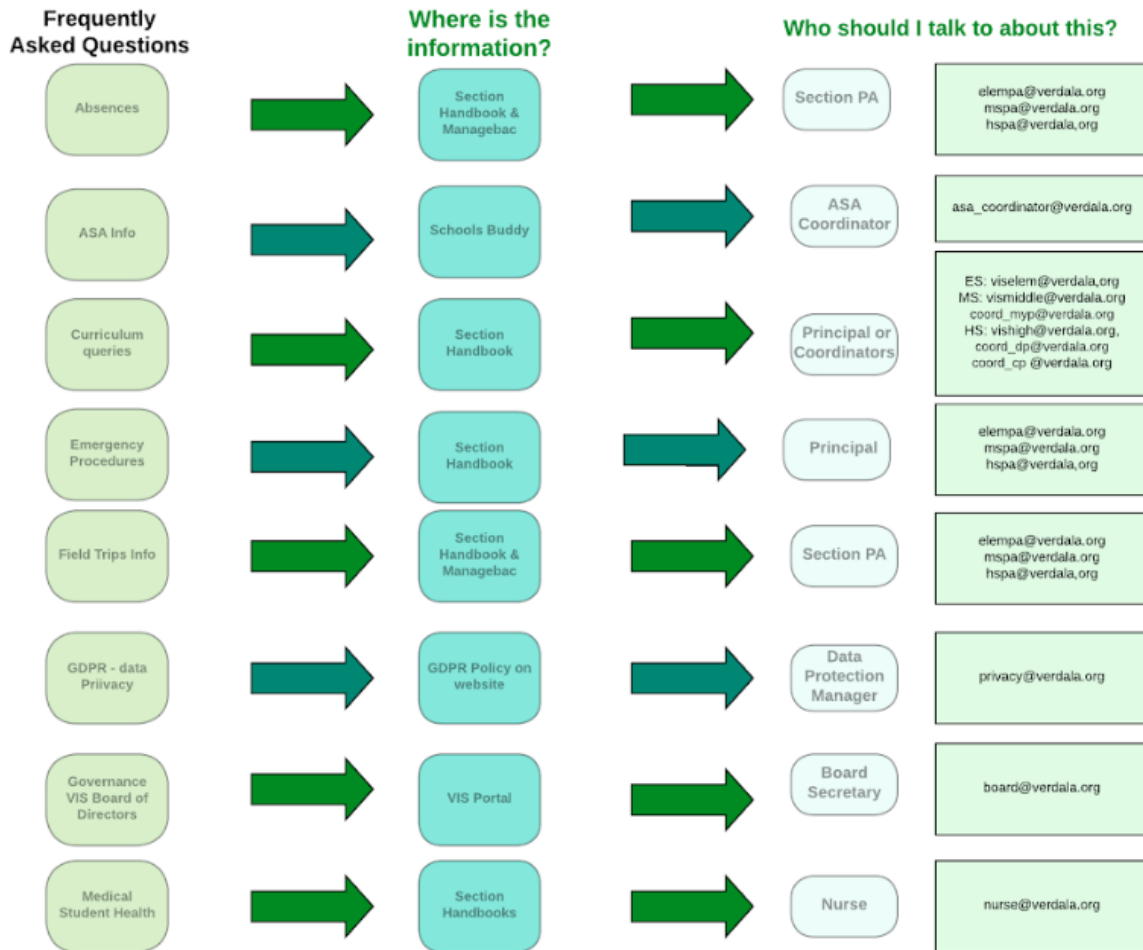 Frequently
Asked Questions
Where is the
information?
Who should I talk to about this?
Absences
Section
Handbook &
Managebac
Section PA
elempa@verdala.org
mspa@verdala.org
hspa@verdala,org
ASA Info
Schools Buddy
ASA
Coordinator
asa_coordinator@verdala.org
Curriculum
queries
Section
Handbook
Principal or
Coordinators
ES: viselem@verdala,org
MS: vismiddle@verdala.org
coord_myp@verdala.org
HS: vishigh@verdala.org,
coord_dp@verdala.org
coord_cp @verdala.org
Emergency
Procedures
Section
Handbook
Principal
elempa@verdala.org
mspa@verdala.org
hspa@verdala,org
Field Trips Info
Section
Handbook &
Managebac
Section PA
elempa@verdala.org
mspa@verdala.org
hspa@verdala,org
GDPR - data
Priivacy
GDPR Policy on
website
Data
Protection
Manager
privacy@verdala.org
Governance
VIS Board of
Directors
VIS Portal
Board
Secretary
board@verdala.org
Medical
Student Health
Section
Handbooks
Nurse
nurse@verdala.org